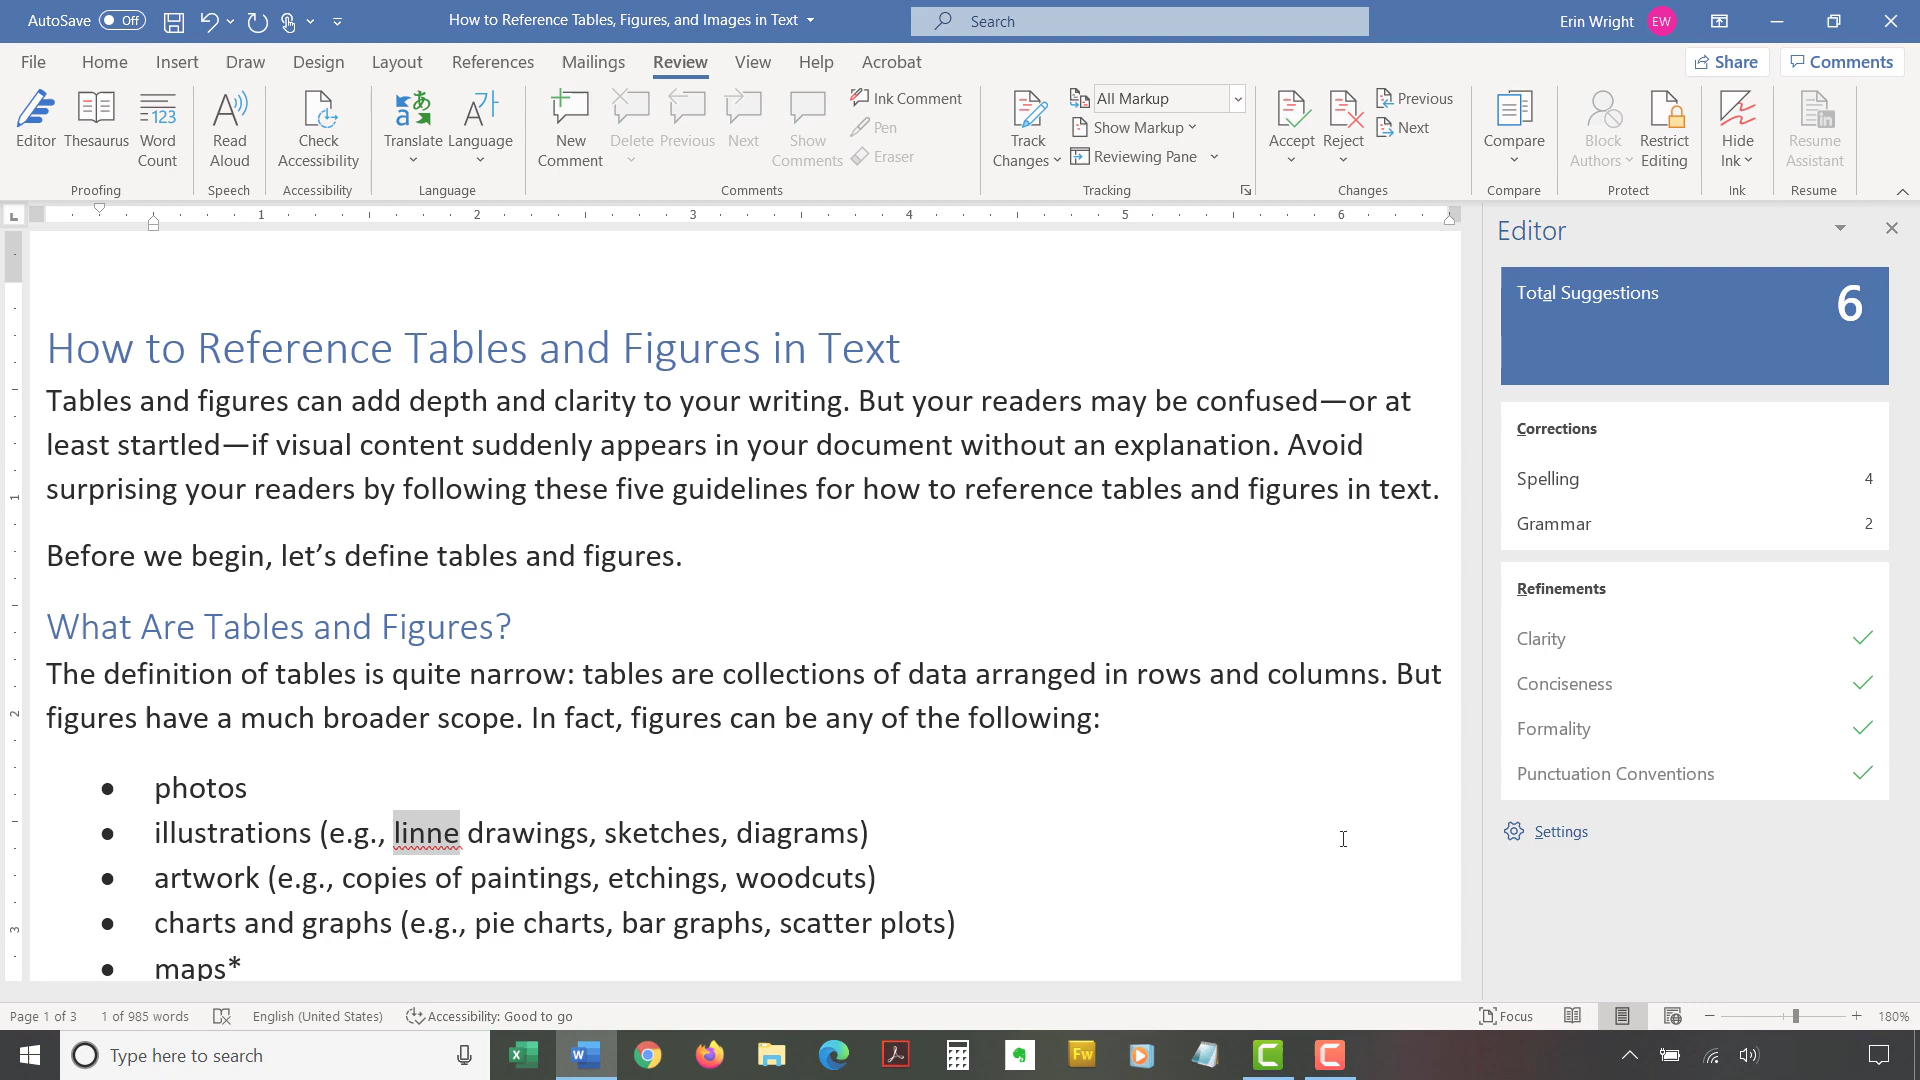 AutoSave Off
How to Reference Tables, Figures, and Images in Text
Search
Erin Wright EW
File Home Insert Draw Design Layout References Mailings Review View Help Acrobat
Share Comments
Editor Thesaurus Word Count
Proofing
Read Aloud
Speech
Check Accessibility
Accessibility
Translate Language
Language
New Comment Delete Previous Next Show Comments
Ink Comment
Pen
Eraser
Comments
Track Changes
All Markup
Show Markup
Reviewing Pane
Tracking
Accept Reject
Previous
Next
Changes
Compare
Compare
Block Authors Restrict Editing
Protect
Hide Ink
Ink
Resume Assistant
Resume
L 1 2 3 4 5 6
How to Reference Tables and Figures in Text
Tables and figures can add depth and clarity to your writing. But your readers may be confused—or at
least startled—if visual content suddenly appears in your document without an explanation. Avoid
surprising your readers by following these five guidelines for how to reference tables and figures in text.
Before we begin, let’s define tables and figures.
What Are Tables and Figures?
The definition of tables is quite narrow: tables are collections of data arranged in rows and columns. But
figures have a much broader scope. In fact, figures can be any of the following:
● photos
● illustrations (e.g., linne drawings, sketches, diagrams)
● artwork (e.g., copies of paintings, etchings, woodcuts)
● charts and graphs (e.g., pie charts, bar graphs, scatter plots)
● maps*
1
2
3
Editor
Total Suggestions 6
Corrections
Spelling 4
Grammar 2
Refinements
Clarity
Conciseness
Formality
Punctuation Conventions
Settings
Page 1 of 3 1 of 985 words English (United States) Accessibility: Good to go
Focus 180%
Type here to search
X W Fw C C